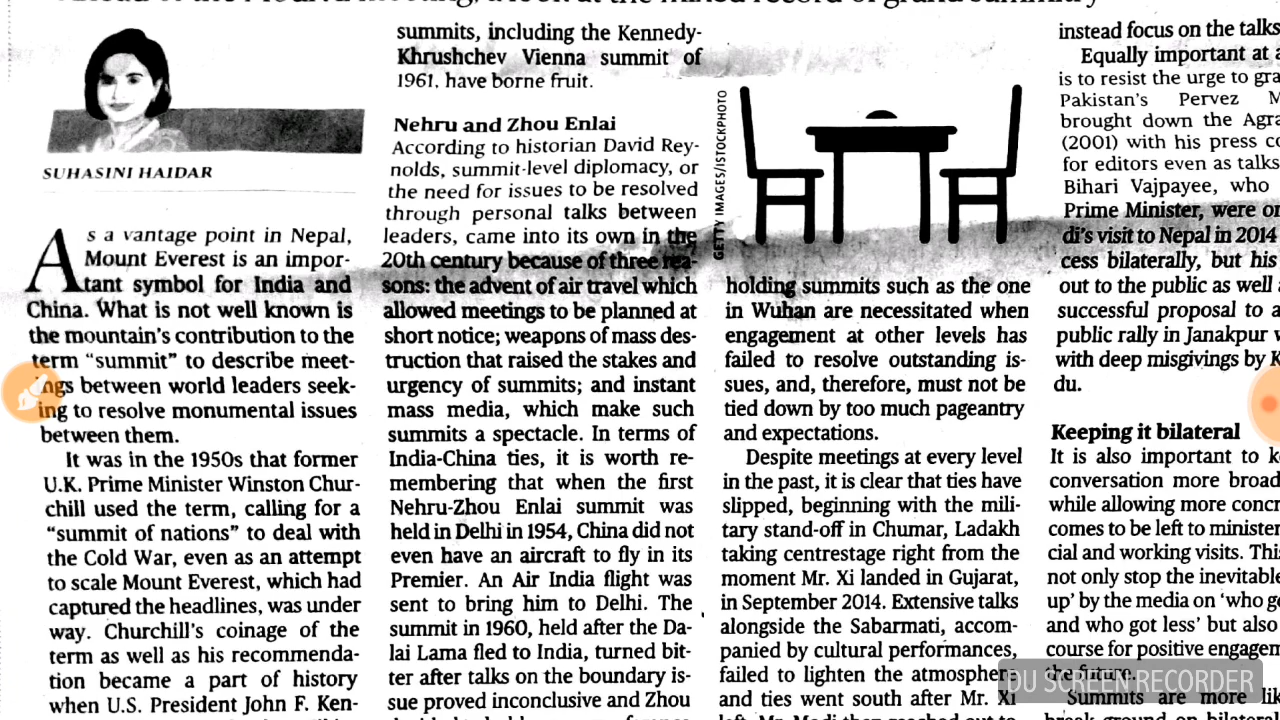 SUHASINI HAIDAR
As a vantage point in Nepal,
Mount Everest is an impor-
tant symbol for India and
China. What is not well known is
the mountain's contribution to the
term "summit" to describe meet-
ings between world leaders seek-
ing to resolve monumental issues
between them.
It was in the 1950s that former
U.K. Prime Minister Winston Chur-
chill used the term, calling for a
"summit of nations" to deal with
the Cold War, even as an attempt
to scale Mount Everest, which had
captured the headlines, was under
way. Churchill's coinage of the
term as well as his recommenda-
tion became a part of history
when U.S. President John F. Ken-
summits, including the Kennedy-
Khrushchev Vienna summit of
1961, have borne fruit.
Nehru and Zhou Enlai
According to historian David Rey-
nolds, summit-level diplomacy, or
the need for issues to be resolved
through personal talks between
leaders, came into its own in the
20th century because of three rea-
sons: the advent of air travel which
allowed meetings to be planned at
short notice; weapons of mass des-
truction that raised the stakes and
urgency of summits; and instant
mass media, which make such
summits a spectacle. In terms of
India-China ties, it is worth re-
membering that when the first
Nehru-Zhou Enlai summit was
held in Delhi in 1954, China did not
even have an aircraft to fly in its
Premier. An Air India flight was
sent to bring him to Delhi. The
summit in 1960, held after the Da-
lai Lama fled to India, turned bit-
ter after talks on the boundary is-
sue proved inconclusive and Zhou
GETTY IMAGES/ISTOCKPHOTO
holding summits such as the one
in Wuhan are necessitated when
engagement at other levels has
failed to resolve outstanding is-
sues, and, therefore, must not be
tied down by too much pageantry
and expectations.
Despite meetings at every level
in the past, it is clear that ties have
slipped, beginning with the mili-
tary stand-off in Chumar, Ladakh
taking centrestage right from the
moment Mr. Xi landed in Gujarat,
in September 2014. Extensive talks
alongside the Sabarmati, accom-
panied by cultural performances,
failed to lighten the atmosphere
and ties went south after Mr. Xi
instead focus on the talks
Equally important at a
is to resist the urge to gra
Pakistan's Pervez M
brought down the Agra
(2001) with his press co
for editors even as talks
Bihari Vajpayee, who
Prime Minister, were on
di's visit to Nepal in 2014
cess bilaterally, but his
out to the public as well a
successful proposal to a
public rally in Janakpur w
with deep misgivings by K
du.
Keeping it bilateral
It is also important to k
conversation more broad
while allowing more concr
comes to be left to minister
cial and working visits. This
not only stop the inevitable
up' by the media on 'who go
and who got less' but also
course for positive engagem
the future.
Summits are more lik
DU SCREEN RECORDER